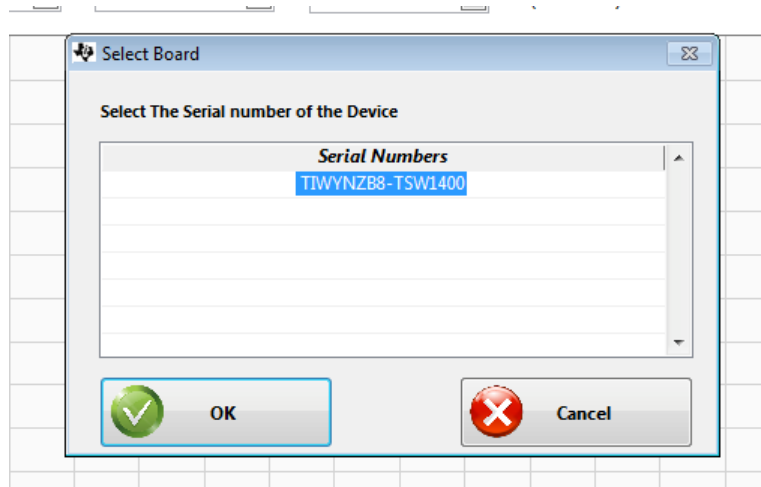 Select Board
Select The Serial number of the Device
Serial Numbers
TIWYNZB8-TSW1400
OK
Cancel